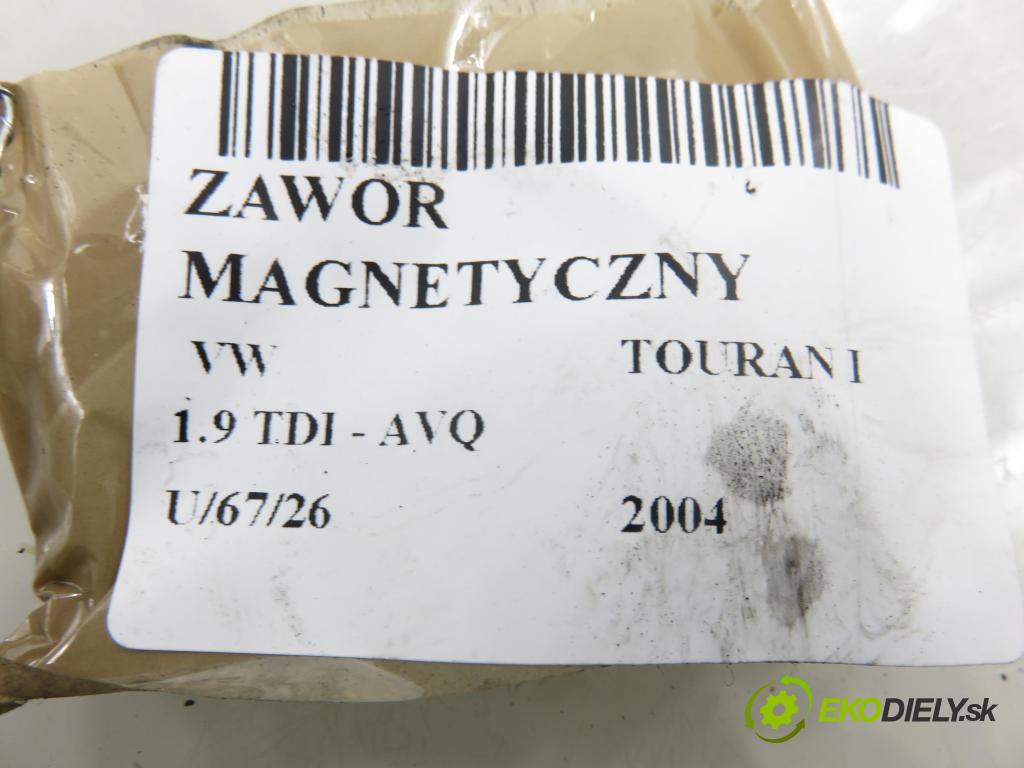 ZAWOR
MAGNETYCZNY
VW TOURAN I
1.9 TDI - AVQ
U/67/26 2004
EKODIELY.sk